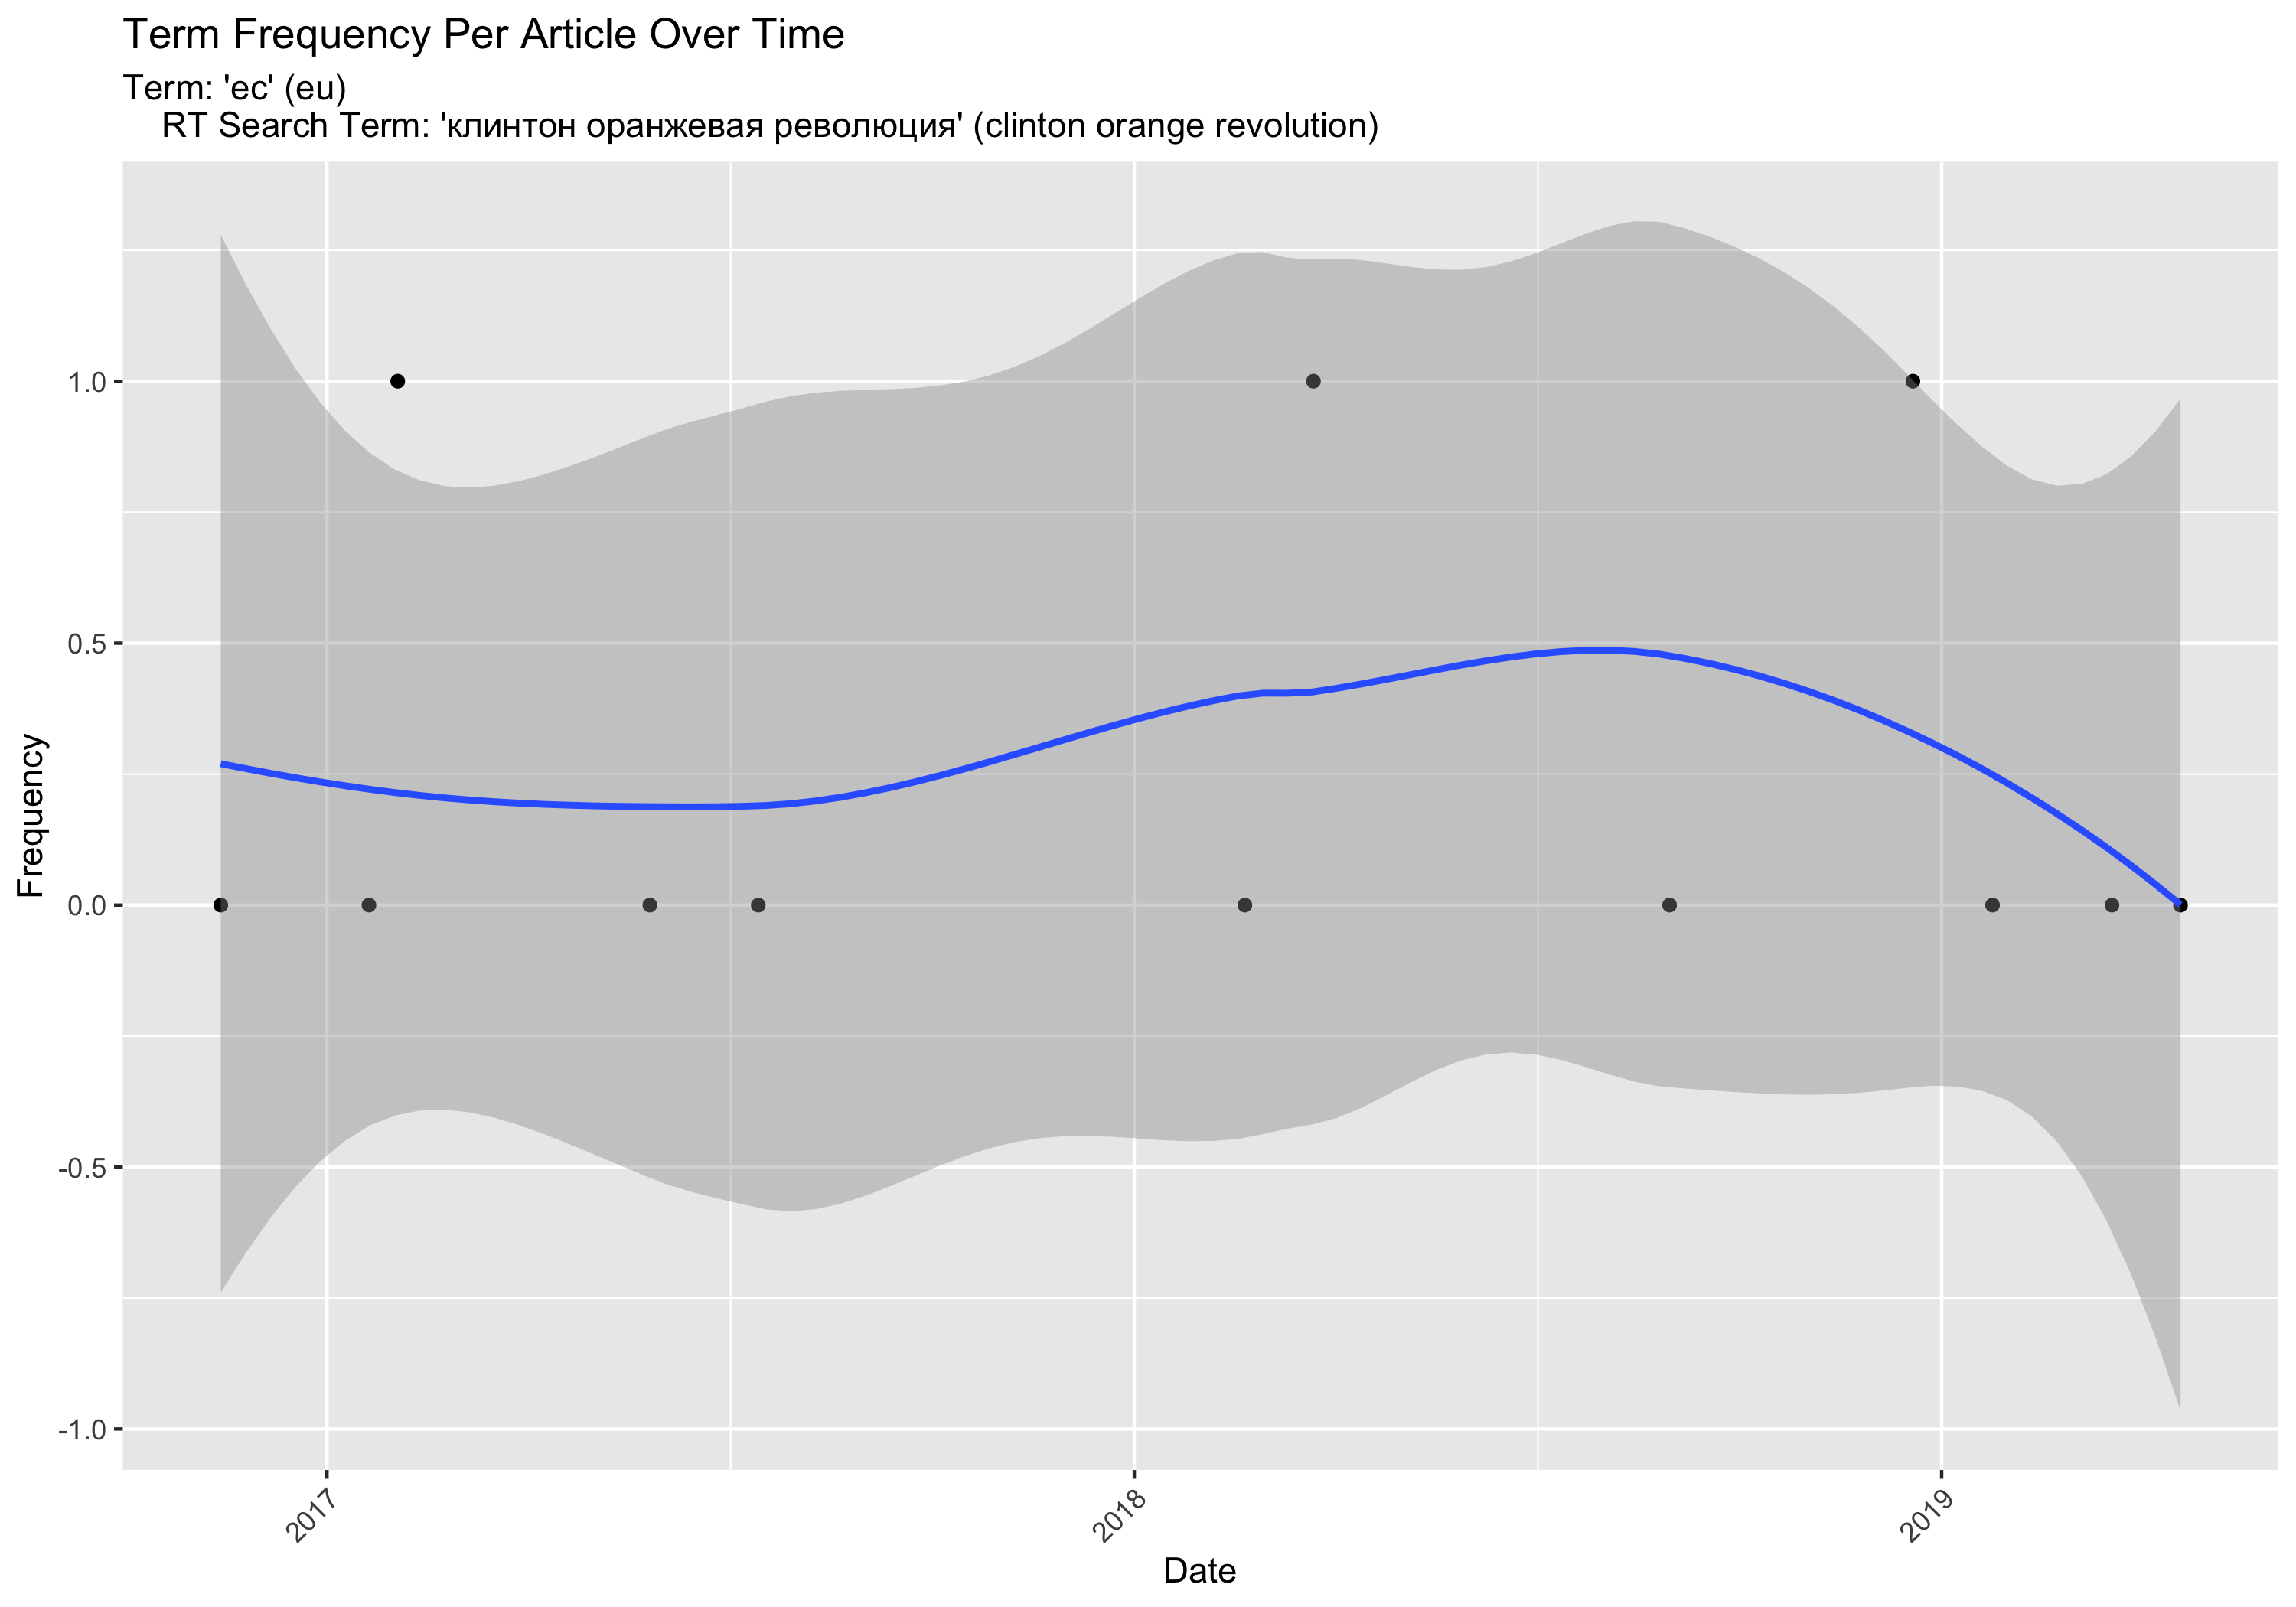 Term Frequency Per Article Over Time
Term: 'ec' (eu)
RT Search Term: 'клинтон оранжевая революция' (clinton orange revolution)
Frequency
1.0
0.5
0.0
-0.5
-1.0
2017
2018
2019
Date